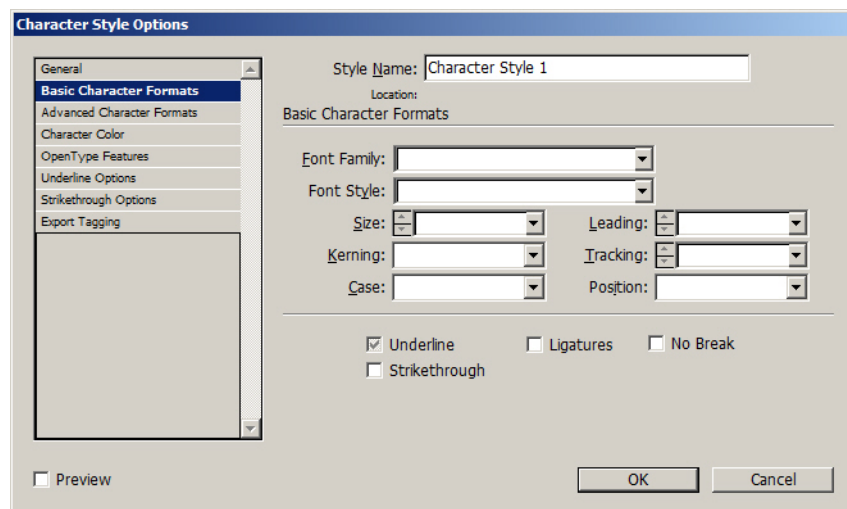 Character Style Options
General
Basic Character Formats
Advanced Character Formats
Character Color
OpenType Features
Underline Options
Strikethrough Options
Export Tagging
Style Name: Character Style 1
Location:
Basic Character Formats
Font Family:
Font Style:
Size: Leading:
Kerning: Tracking:
Case: Position:
Underline Ligatures No Break
Strikethrough
Preview OK Cancel